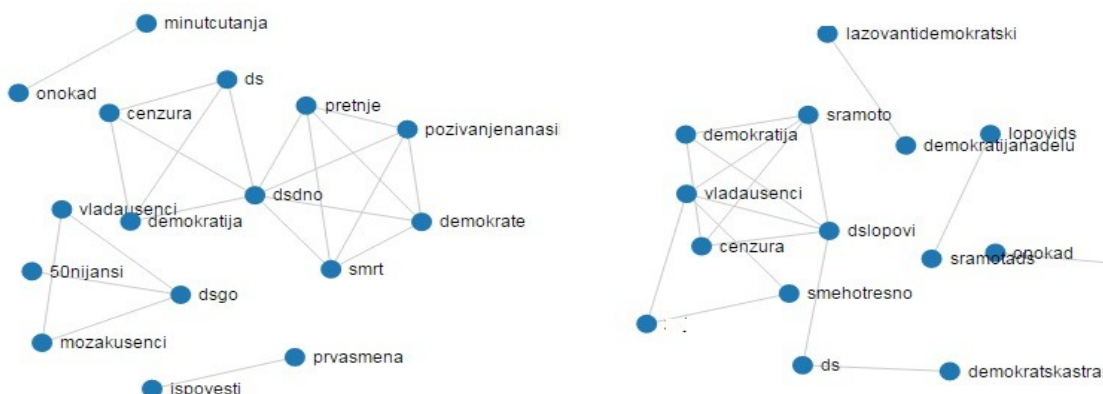 minutcutanja
onokad
ds
cenzura
pretnje
pozivanjenanasi
dsdno
vladausenci
demokratija
demokrate
50nijansi
smrt
dsgo
mozakusenci
prvasmena
ispovesti
lazovantidemokratski
sramoto
demokratija
lopovids
demokratijanadelu
vladausenci
dslopovi
cenzura
onokad
sramotads
smehotresno
ds
demokratskastra